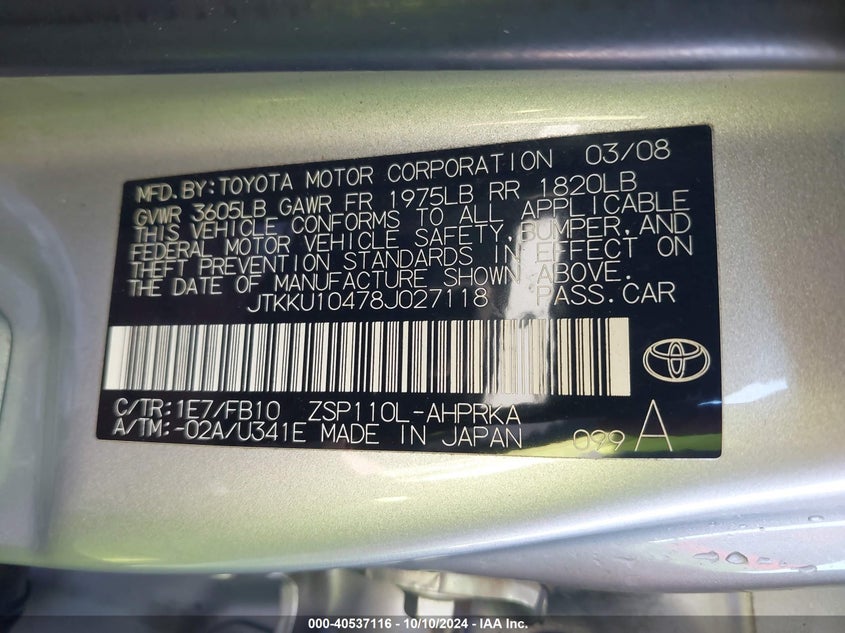 MFD.BY:TOYOTA MOTOR CORPORATION 03/08
GVWR 3605LB GAWR FR 1975LB RR 1820LB
THIS VEHICLE CONFORMS TO ALL APPLICABLE
FEDERAL MOTOR VEHICLE SAFETY,BUMPER,AND
THEFT PREVENTION STANDARDS IN EFFECT ON
THE DATE OF MANUFACTURE SHOWN ABOVE.
JTKKU10478J027118 PASS.CAR
C/TR:1E7/FB10 ZSP110L-AHPRKA
A/TM:-02A/U341E MADE IN JAPAN 099 A
000-40537116 - 10/10/2024 - IAA Inc.